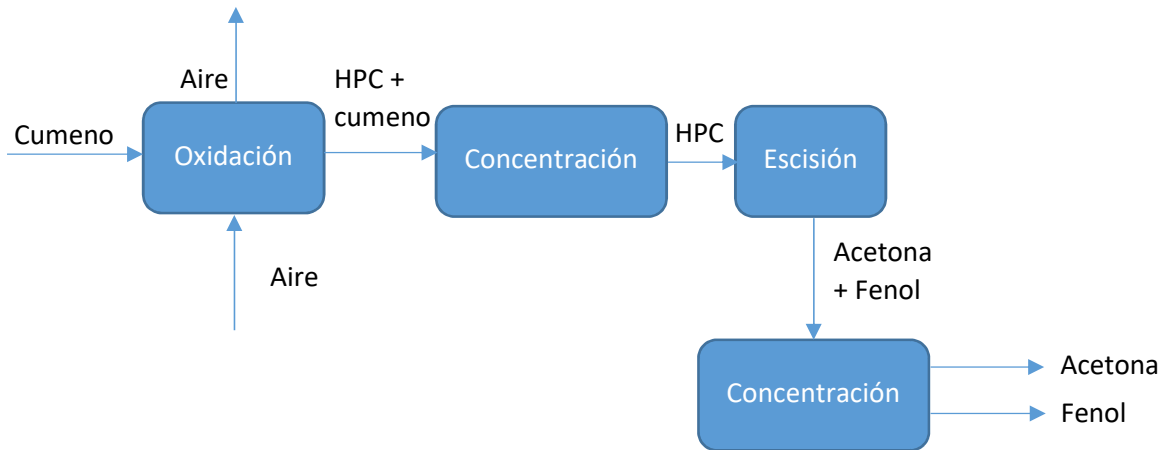 Aire
HPC +
cumeno
Cumeno
Oxidación
Concentración
HPC
Escisión
Aire
Acetona
+ Fenol
Concentración
Acetona
Fenol